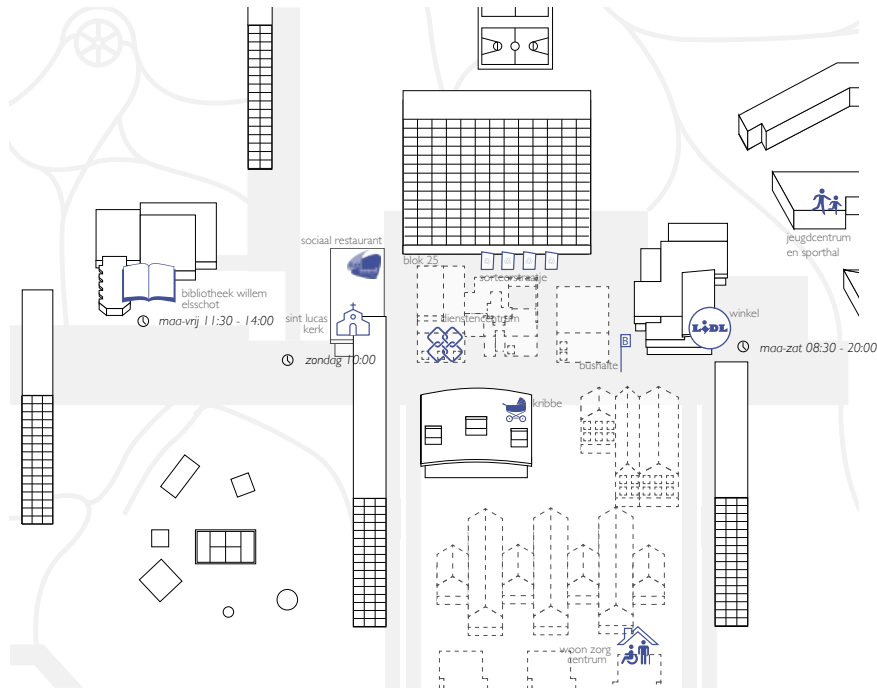 jeugdcentrum
en sporthal
sociaal restaurant
blok 25
sorteerstraatje
bibliotheek willem
elsschot
maa-vrij 11:30 - 14:00
sint lucas
kerk
dienstencentrum
winkel
LiDL
B
zondag 10:00
maa-zat 08:30 - 20:00
bushalte
kribbe
woon zorg
centrum